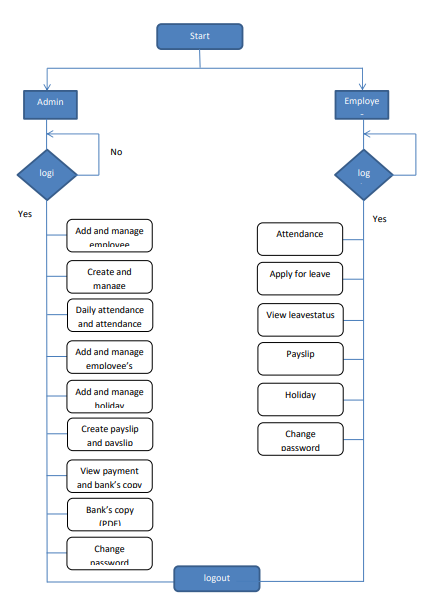 Start
Admin
Employe
No
logi
log
Yes
Yes
Add and manage
employee
Create and
manage
Daily attendance
and attendance
Add and manage
employee's
Add and manage
holiday
Create payslip
and payslip
View payment
and bank's copy
Bank's copy
(PDF)
Change
password
Attendance
Apply for leave
View leavestatus
Payslip
Holiday
Change
password
logout